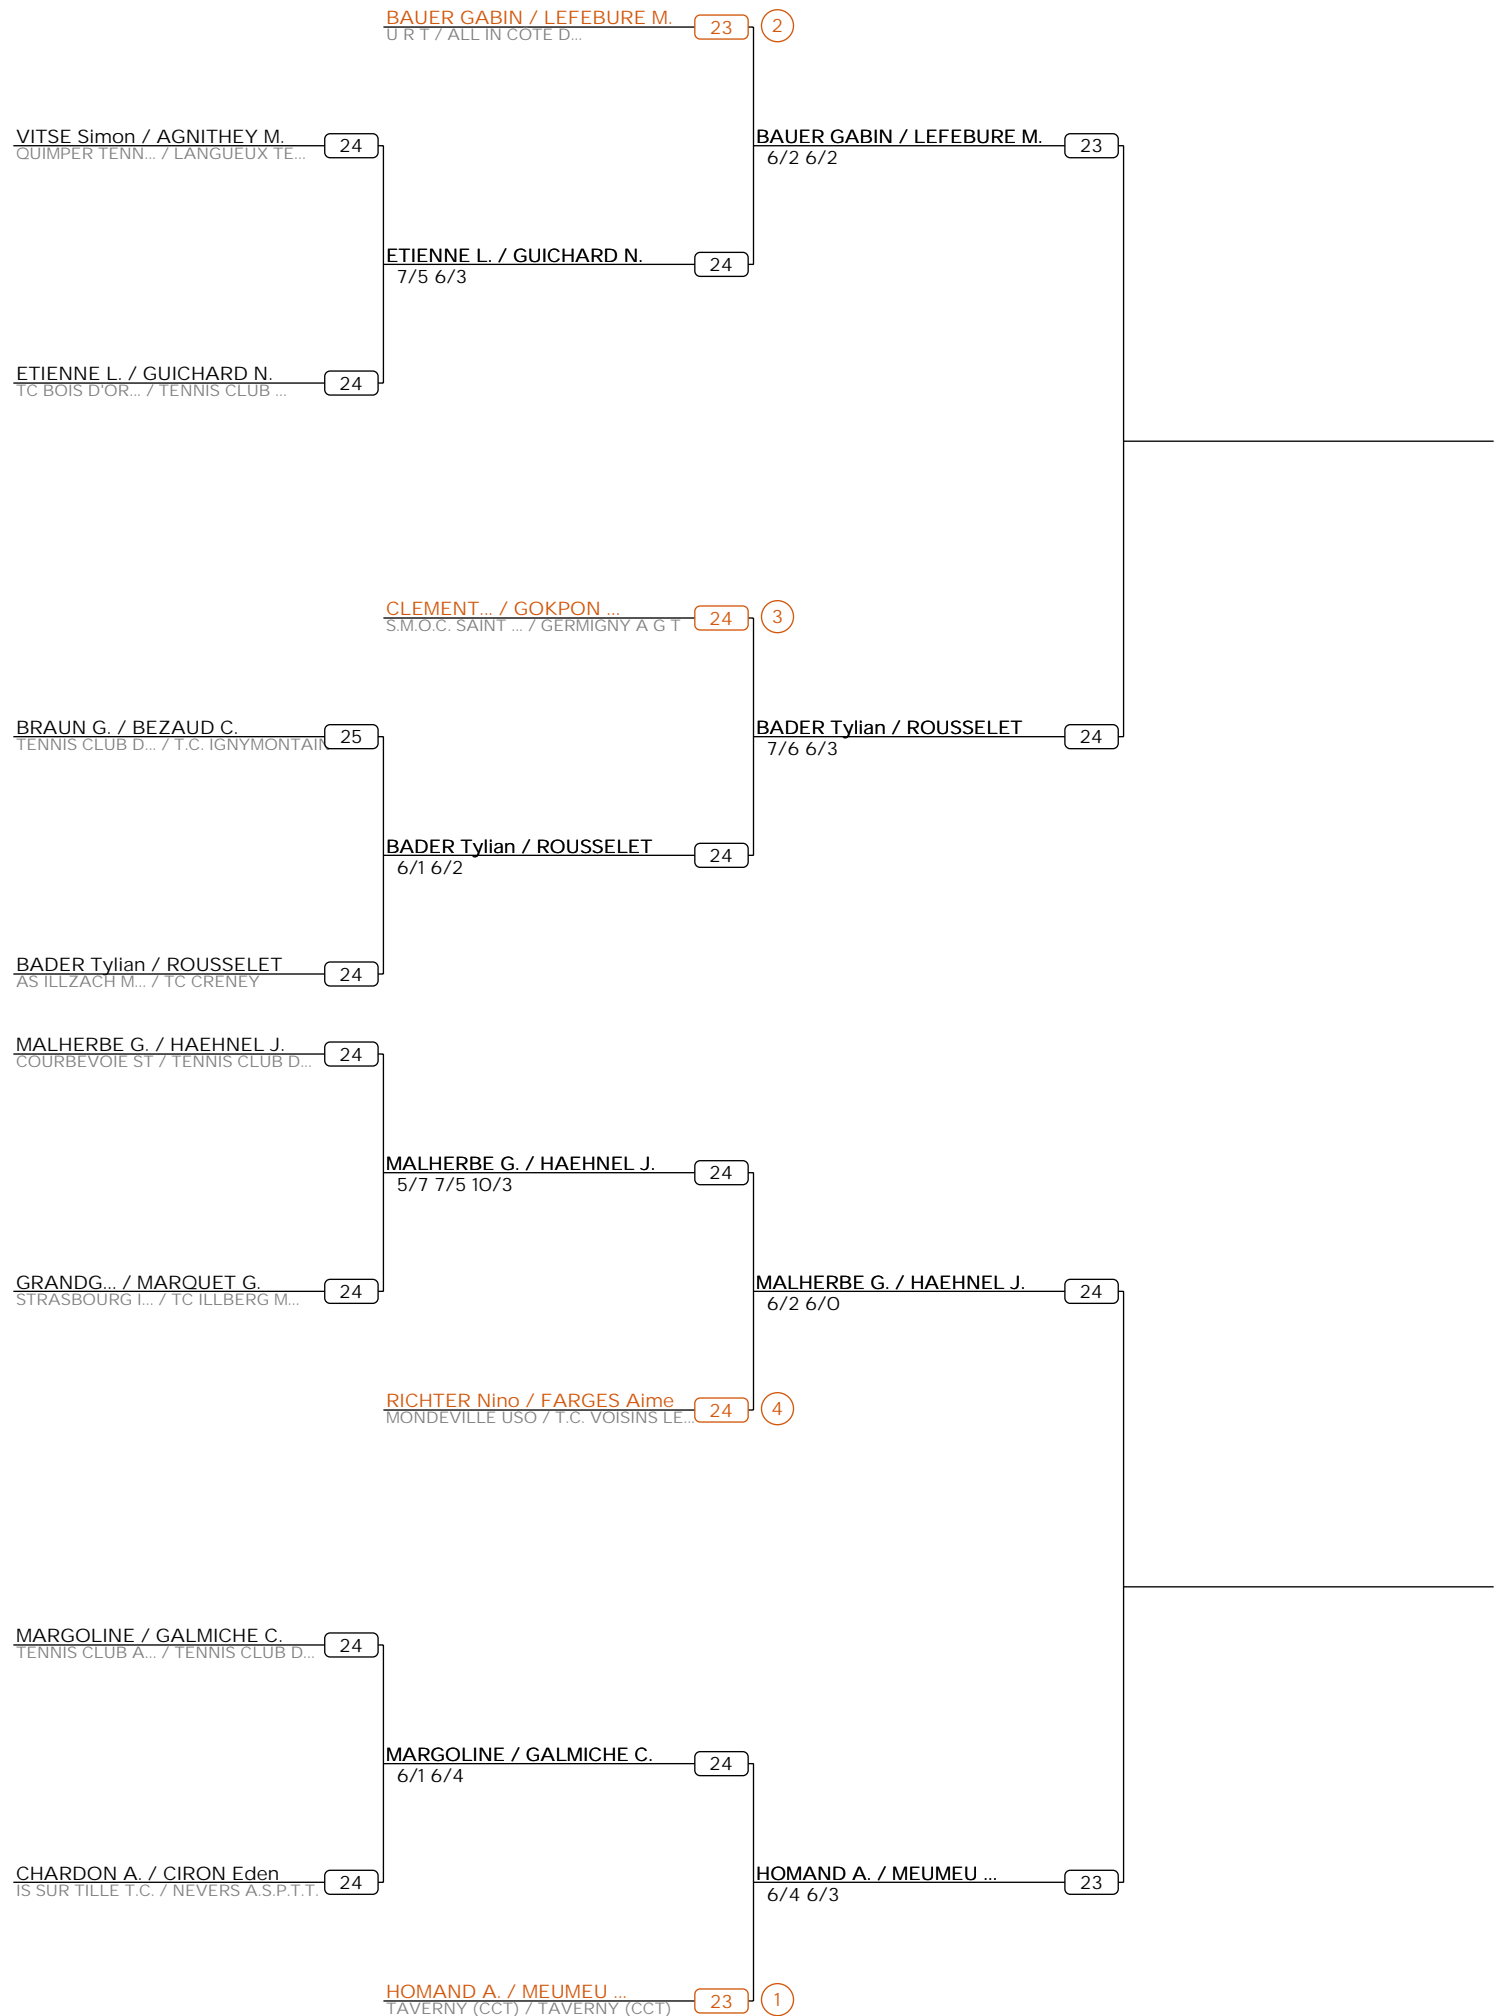 BAUER GABIN / LEFEBURE M.
23
2
U R T / ALL IN COTE D...
VITSE Simon / AGNITHEY M.
24
QUIMPER TENN... / LANGUEUX TE...
BAUER GABIN / LEFEBURE M.
23
6/2 6/2
ETIENNE L. / GUICHARD N.
24
7/5 6/3
ETIENNE L. / GUICHARD N.
24
TC BOIS D'OR... / TENNIS CLUB ...
CLEMENT... / GOKPON ...
24
3
S.M.O.C. SAINT ... / GERMIGNY A G T
BRAUN G. / BEZAUD C.
25
TENNIS CLUB D... / T.C. IGNYMONTAIN
BADER Tylian / ROUSSELET
24
7/6 6/3
BADER Tylian / ROUSSELET
24
6/1 6/2
BADER Tylian / ROUSSELET
24
AS ILLZACH M... / TC CRENEY
MALHERBE G. / HAEHNEL J.
24
COURBEVOIE ST / TENNIS CLUB D...
MALHERBE G. / HAEHNEL J.
24
5/7 7/5 10/3
GRANDG... / MARQUET G.
24
STRASBOURG I... / TC ILLBERG M...
MALHERBE G. / HAEHNEL J.
24
6/2 6/0
RICHTER Nino / FARGES Aime
24
4
MONDEVILLE USO / T.C. VOISINS LE...
MARGOLINE / GALMICHE C.
24
TENNIS CLUB A... / TENNIS CLUB D...
MARGOLINE / GALMICHE C.
24
6/1 6/4
CHARDON A. / CIRON Eden
24
IS SUR TILLE T.C. / NEVERS A.S.P.T.T.
HOMAND A. / MEUMEU ...
23
6/4 6/3
HOMAND A. / MEUMEU ...
23
1
TAVERNY (CCT) / TAVERNY (CCT)